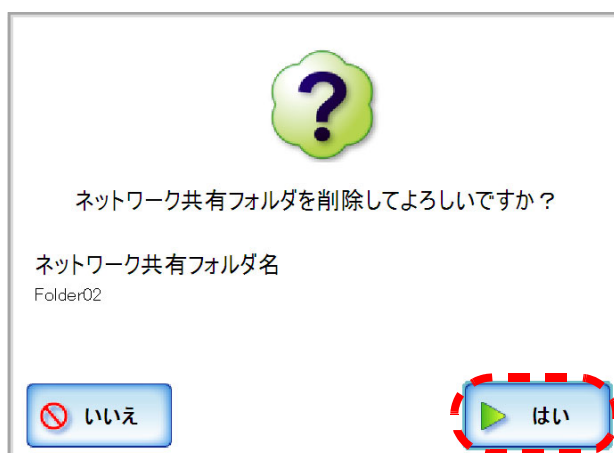 ?
ネットワーク共有フォルダを削除してよろしいですか？
ネットワーク共有フォルダ名
Folder02
いいえ
はい